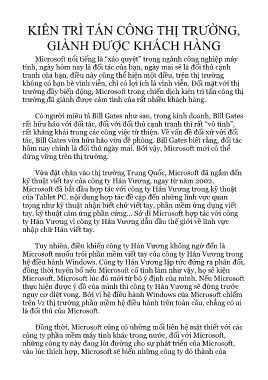 KIÊN TRÌ TẤN CÔNG THỊ TRƯỜNG,
GIÀNH ĐƯỢC KHÁCH HÀNG
Microsoft nổi tiếng là "xảo quyệt" trong ngành công nghiệp máy
tính, ngày hôm nay là đối tác của bạn, ngày mai sẽ là đối thủ cạnh
tranh của bạn, điều này cũng thể hiện một điều, trên thị trường
không có bạn bè vĩnh viễn, chỉ có lợi ích là vĩnh viễn. Đối mặt với thị
trường đầy biến động, Microsoft trong chiến dịch kiên trì tấn công thị
trường đã giành được cảm tình của rất nhiều khách hàng.
Có người miêu tả Bill Gates như sau, trong kinh doanh, Bill Gates
rất hữu hảo với đối tác, đối với đối thủ cạnh tranh thì rất "vô tình",
rất khảng khái trong các công việc từ thiện. Về vấn đề đối xử với đối
tác, Bill Gates vừa hữu hảo vừa đề phòng. Bill Gates biết rằng, đối tác
hôm nay chính là đối thủ ngày mai. Bởi vậy, Microsoft mới có thể
đứng vững trên thị trường.
Vừa đặt chân vào thị trường Trung Quốc, Microsoft đã ngắm đến
kỹ thuật viết tay của công ty Hán Vương, ngay từ năm 2002,
Microsoft đã bắt đầu hợp tác với công ty Hán Vương trong kỹ thuật
của Tablet PC, nội dung hợp tác đề cập đến những lĩnh vực quan
trọng như kỹ thuật nhận biết chữ viết tay, phần mềm ứng dụng viết
tay, kỹ thuật cảm ứng phần cứng... Sở dĩ Microsoft hợp tác với công
ty Hán Vương vì công ty Hán Vương dẫn đầu thế giới về lĩnh vực
nhập chữ Hán viết tay.
Tuy nhiên, điều khiến công ty Hán Vương không ngờ đến là
Microsoft muốn trói phần mềm viết tay của công ty Hán Vương trong
hệ điều hành Windows. Công ty Hán Vương lập tức đứng ra phản đối,
đồng thời tuyên bố nếu Microsoft cố tình làm như vậy, họ sẽ kiện
Microsoft, Microsoft lúc đó mới từ bỏ ý định của mình. Nếu Microsoft
thực hiện được ý đồ của mình thì công ty Hán Vương sẽ đứng trước
nguy cơ diệt vong. Bởi vì hệ điều hành Windows của Microsoft chiếm
trên ½ thị trường phần mềm hệ điều hành trên toàn cầu, chẳng có ai
là đối thủ của Microsoft.
Đồng thời, Microsoft cũng có những mối liên hệ mật thiết với các
công ty phần mềm máy tính khác trong nước, đối với Microsoft,
những công ty này đang lót đường cho sự phát triển của Microsoft,
vào lúc thích hợp, Microsoft sẽ biến những công ty đó thành của